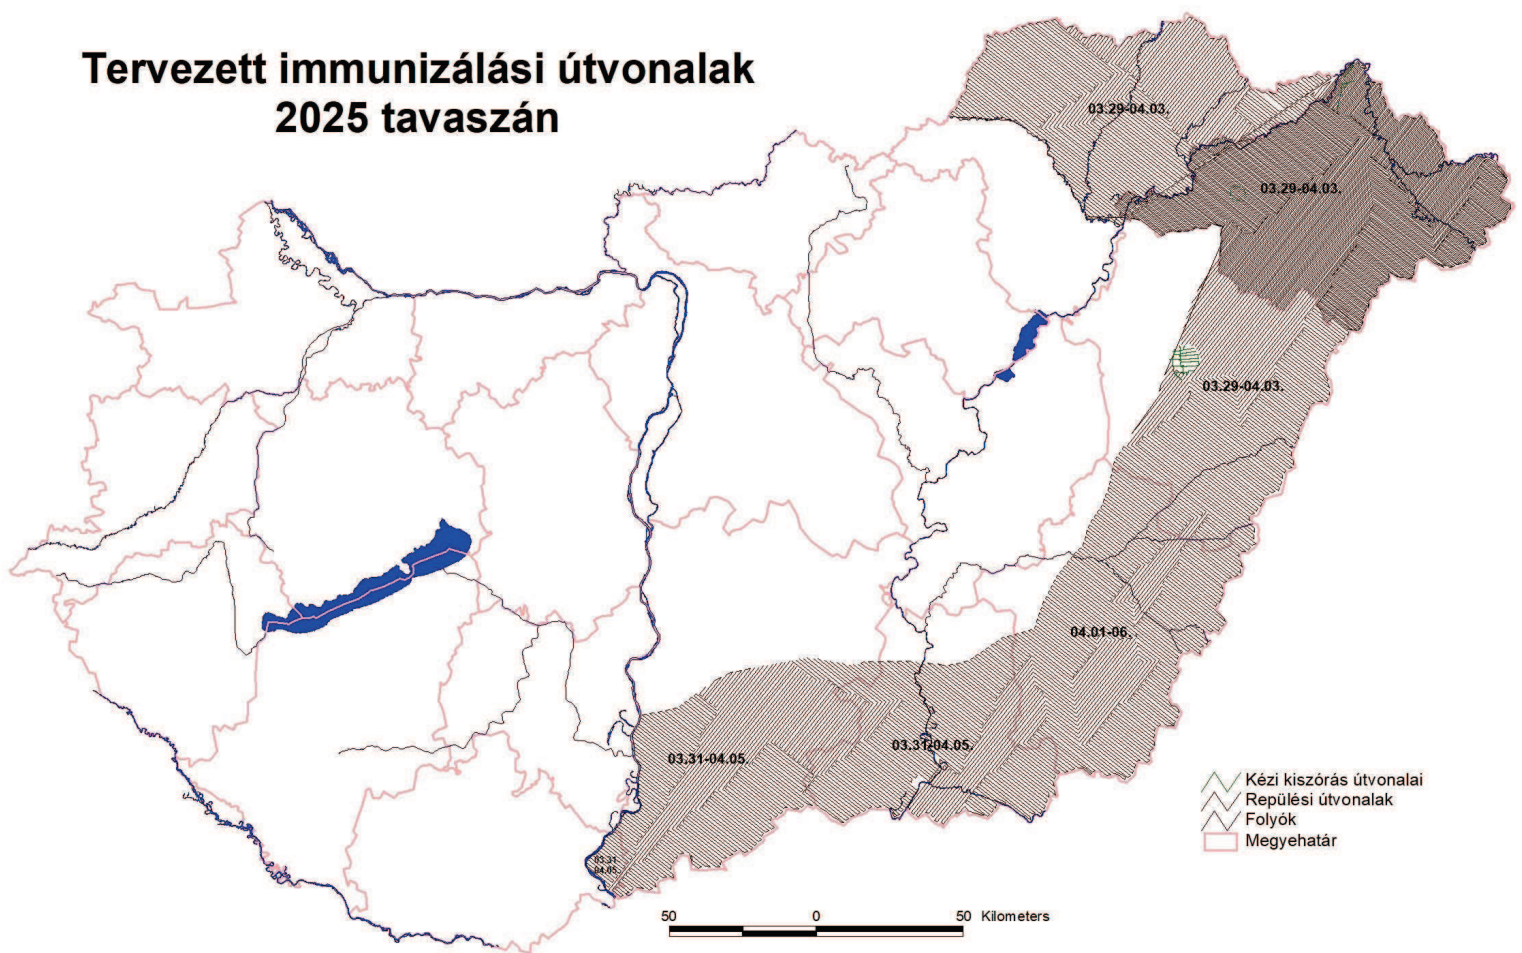 Tervezett immunizálási útvonalak
2025 tavaszán
03.29-04.03.
03.29-04.03.
03.29-04.03.
04.01-06. .
03.31-04.05.
03.31-04.05.
03.31
04.05.
Kézi kiszórás útvonalai
Repülési útvonalak
Folyók
Megyehatár
50 0 50 Kilometers